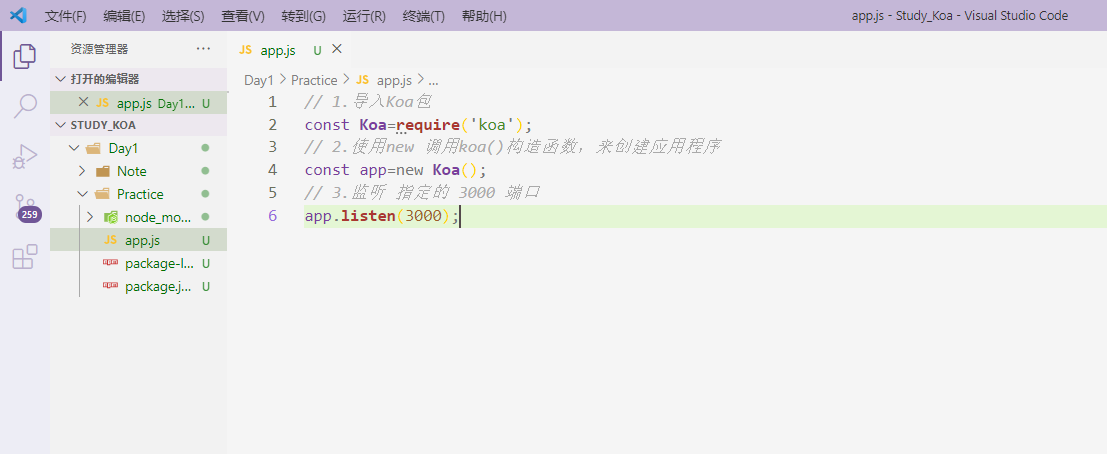 文件(F) 编辑(E) 选择(S) 查看(V) 转到(G) 运行(R) 终端(T) 帮助(H) app.js - Study_Koa - Visual Studio Code
资源管理器 ···
打开的编辑器
app.js Day1... U
STUDY_KOA
Day1
Note
Practice
node_mo...
app.js U
package-l... U
package.j... U
259
JS app.js U
Day1 > Practice > JS app.js > ...
1 // 1.导入Koa包
2 const Koa=require('koa');
3 // 2.使用new 调用koa()构造函数，来创建应用程序
4 const app=new Koa();
5 // 3.监听 指定的 3000 端口
6 app.listen(3000);